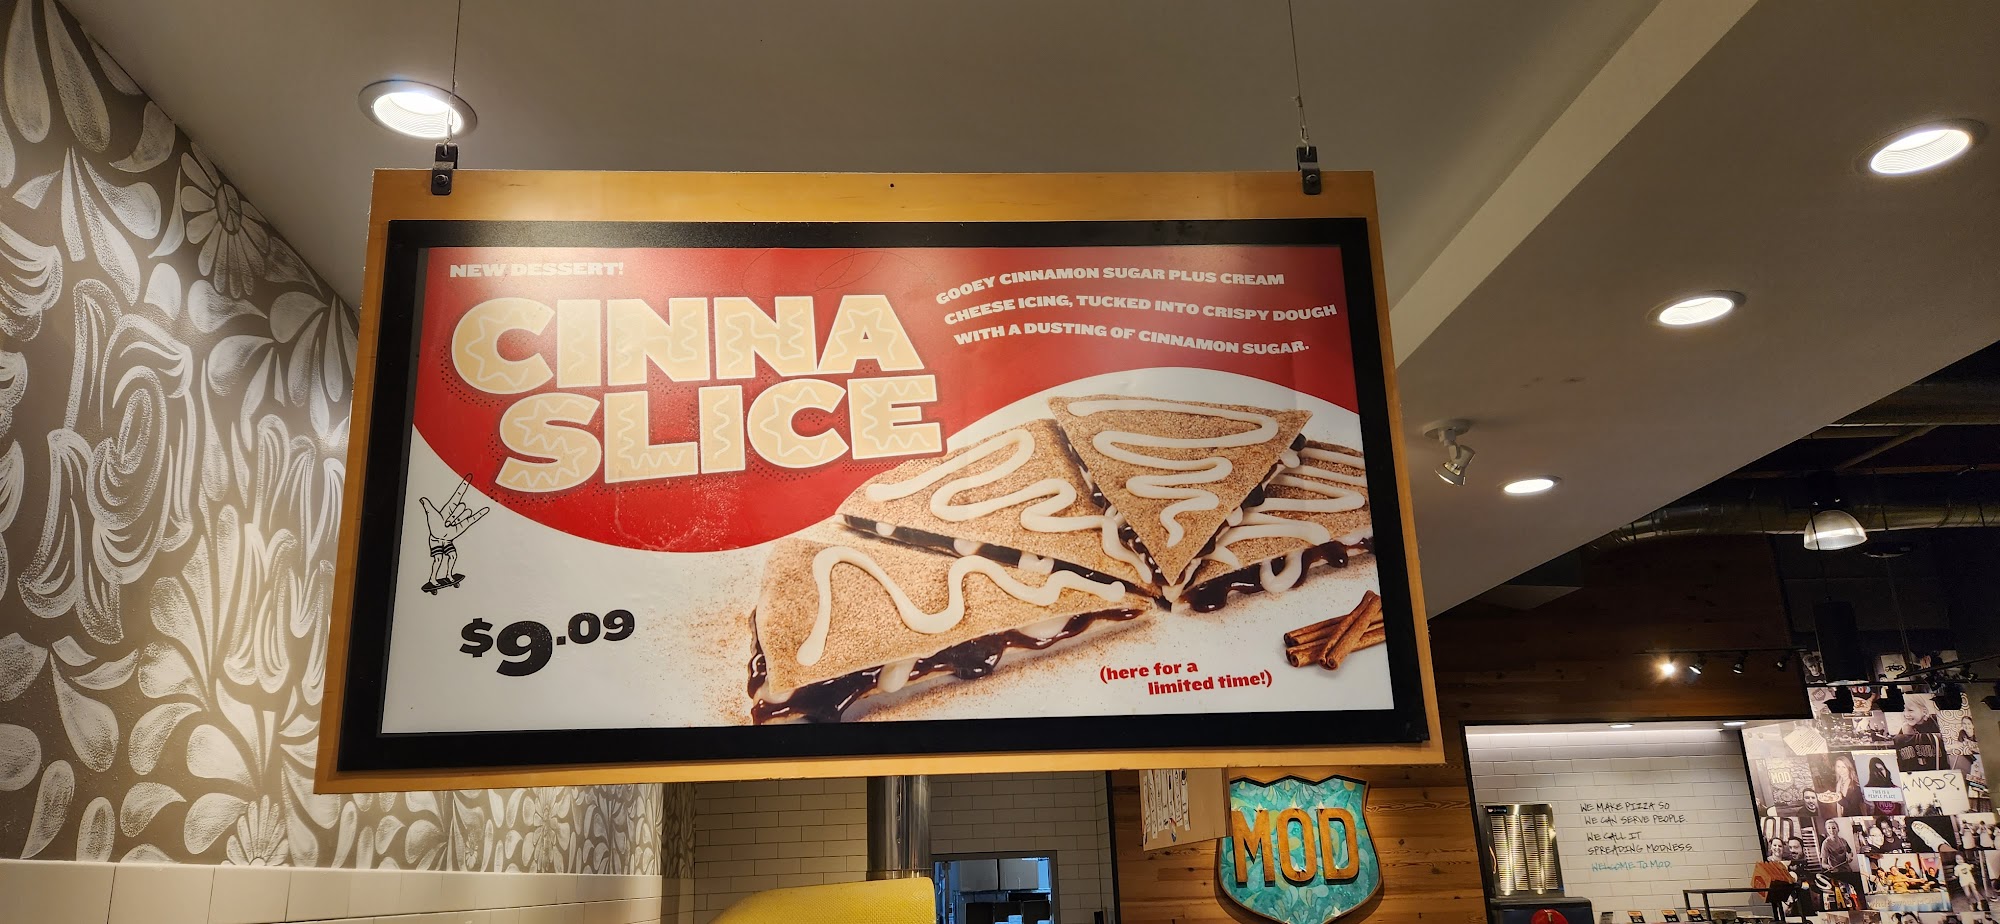 NEW DESSERT!
CINNA
SLICE
GOOEY CINNAMON SUGAR PLUS CREAM
CHEESE ICING, TUCKED INTO CRISPY DOUGH
WITH A DUSTING OF CINNAMON SUGAR.
$9.09
(here for a
limited time!)
MOD
WE MAKE PIZZA SO
WE CAN SERVE PEOPLE.
WE CALL IT
SPREADING MODNESS.
WELCOME TO MOD
MOD
MOD?